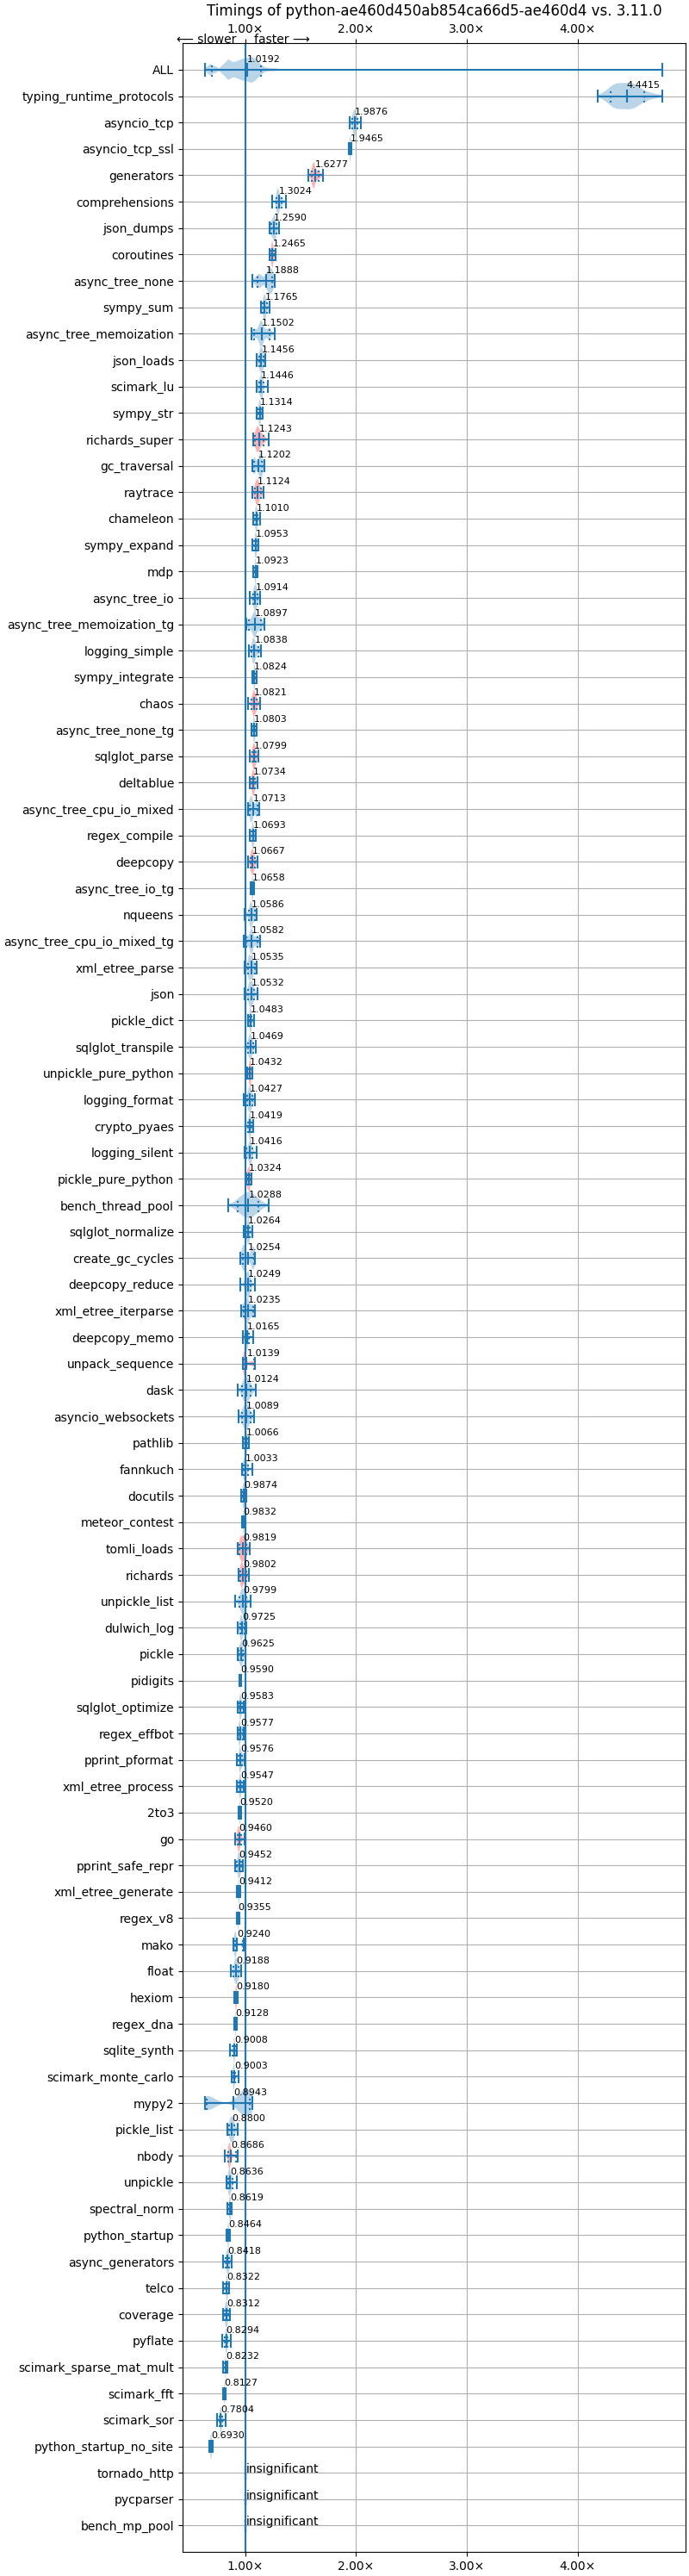 Timings of python-ae460d450ab854ca66d5-ae460d4 vs. 3.11.0
1.00× 2.00× 3.00× 4.00×
⟵ slower faster ⟶
ALL 1.0192
typing_runtime_protocols 4.4415
asyncio_tcp 1.9876
asyncio_tcp_ssl 1.9465
generators 1.6277
comprehensions 1.3024
json_dumps 1.2590
coroutines 1.2465
async_tree_none 1.1888
sympy_sum 1.1765
async_tree_memoization 1.1502
json_loads 1.1456
scimark_lu 1.1446
sympy_str 1.1314
richards_super 1.1243
gc_traversal 1.1202
raytrace 1.1124
chameleon 1.1010
sympy_expand 1.0953
mdp 1.0923
async_tree_io 1.0914
async_tree_memoization_tg 1.0897
logging_simple 1.0838
sympy_integrate 1.0824
chaos 1.0821
async_tree_none_tg 1.0803
sqlglot_parse 1.0799
deltablue 1.0734
async_tree_cpu_io_mixed 1.0713
regex_compile 1.0693
deepcopy 1.0667
async_tree_io_tg 1.0658
nqueens 1.0586
async_tree_cpu_io_mixed_tg 1.0582
xml_etree_parse 1.0535
json 1.0532
pickle_dict 1.0483
sqlglot_transpile 1.0469
unpickle_pure_python 1.0432
logging_format 1.0427
crypto_pyaes 1.0419
logging_silent 1.0416
pickle_pure_python 1.0324
bench_thread_pool 1.0288
sqlglot_normalize 1.0264
create_gc_cycles 1.0254
deepcopy_reduce 1.0249
xml_etree_iterparse 1.0235
deepcopy_memo 1.0165
unpack_sequence 1.0139
dask 1.0124
asyncio_websockets 1.0089
pathlib 1.0066
fannkuch 1.0033
docutils 0.9874
meteor_contest 0.9832
tomli_loads 0.9819
richards 0.9802
unpickle_list 0.9799
dulwich_log 0.9725
pickle 0.9625
pidigits 0.9590
sqlglot_optimize 0.9583
regex_effbot 0.9577
pprint_pformat 0.9576
xml_etree_process 0.9547
2to3 0.9520
go 0.9460
pprint_safe_repr 0.9452
xml_etree_generate 0.9412
regex_v8 0.9355
mako 0.9240
float 0.9188
hexiom 0.9180
regex_dna 0.9128
sqlite_synth 0.9008
scimark_monte_carlo 0.9003
mypy2 0.8943
pickle_list 0.8800
nbody 0.8686
unpickle 0.8636
spectral_norm 0.8619
python_startup 0.8464
async_generators 0.8418
telco 0.8322
coverage 0.8312
pyflate 0.8294
scimark_sparse_mat_mult 0.8232
scimark_fft 0.8127
scimark_sor 0.7804
python_startup_no_site 0.6930
tornado_http insignificant
pycparser insignificant
bench_mp_pool insignificant
1.00× 2.00× 3.00× 4.00×